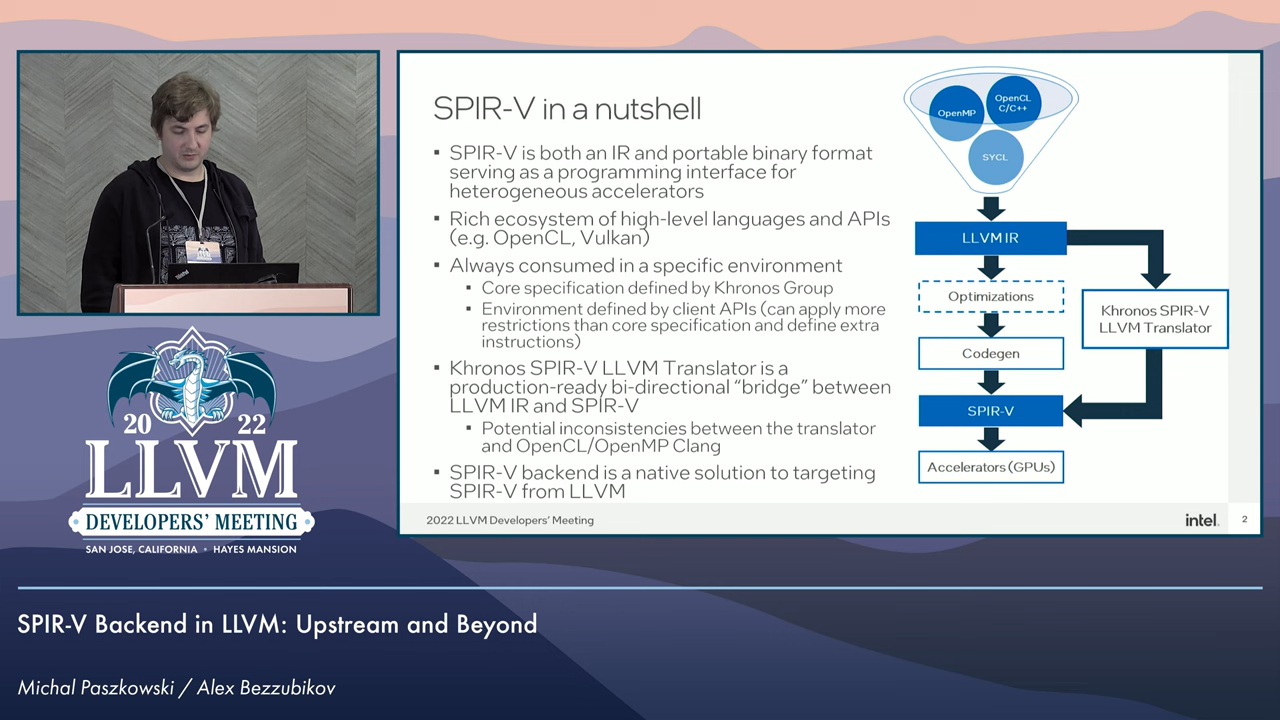 SPIR-V in a nutshell
▪ SPIR-V is both an IR and portable binary format
serving as a programming interface for
heterogeneous accelerators
▪ Rich ecosystem of high-level languages and APIs
(e.g. OpenCL, Vulkan)
▪ Always consumed in a specific environment
▪ Core specification defined by Khronos Group
▪ Environment defined by client APIs (can apply more
restrictions than core specification and define extra
instructions)
▪ Khronos SPIR-V LLVM Translator is a
production-ready bi-directional “bridge” between
LLVM IR and SPIR-V
▪ Potential inconsistencies between the translator
and OpenCL/OpenMP Clang
▪ SPIR-V backend is a native solution to targeting
SPIR-V from LLVM
OpenMP
OpenCL
C/C++
SYCL
LLVM IR
Optimizations
Khronos SPIR-V
LLVM Translator
Codegen
SPIR-V
Accelerators (GPUs)
2022 LLVM Developers’ Meeting
intel.
2
20 22
LLVM
DEVELOPERS’ MEETING
SAN JOSE, CALIFORNIA • HAYES MANSION
SPIR-V Backend in LLVM: Upstream and Beyond
Michal Paszkowski / Alex Bezzubikov